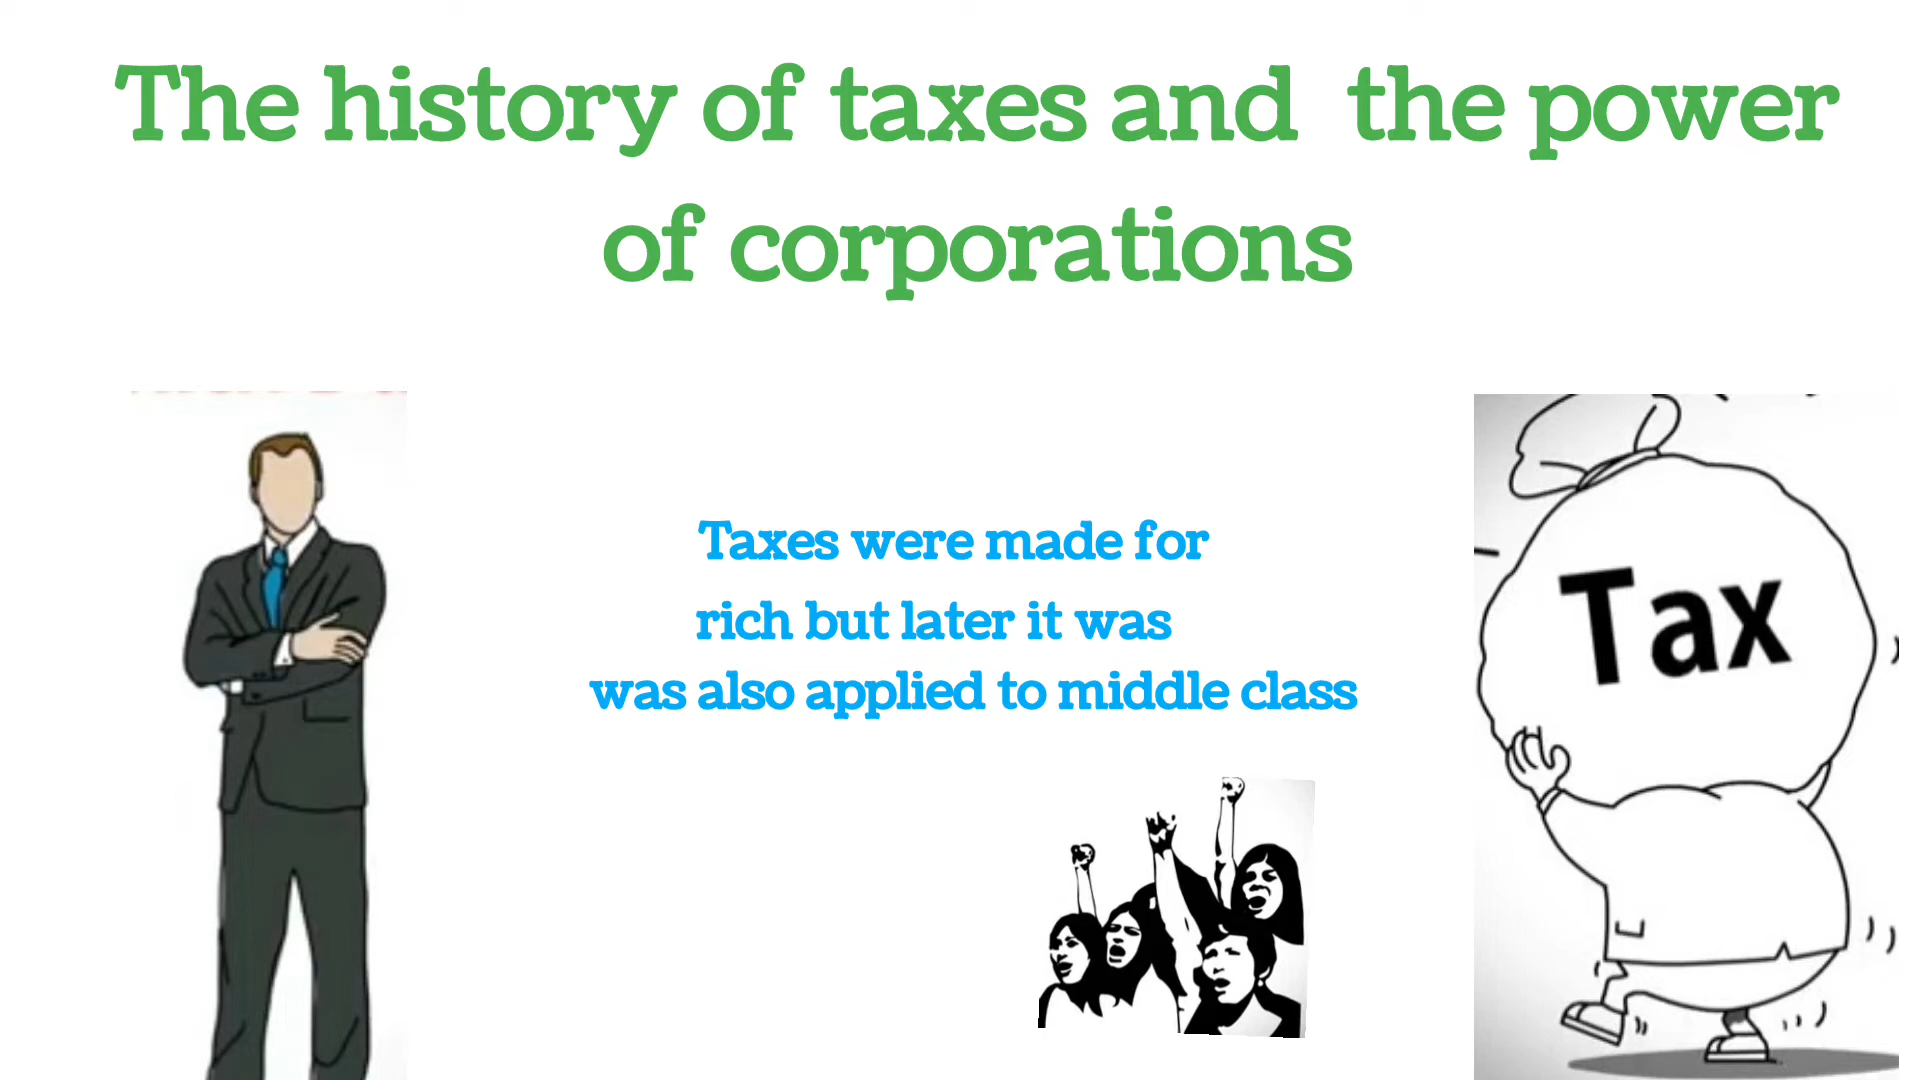 The history of taxes and the power
of corporations
Taxes were made for
rich but later it was
was also applied to middle class
Tax